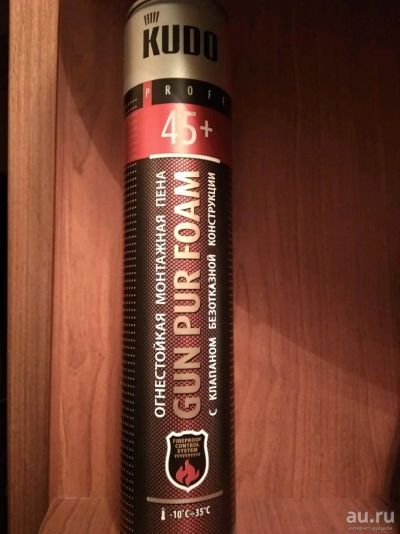 KUDO
PROFF
45+
ОГНЕСТОЙКАЯ МОНТАЖНАЯ ПЕНА
GUN PUR FOAM
С КЛАПАНОМ БЕЗОТКАЗНОЙ КОНСТРУКЦИИ
FIREPROOF
CONTROL
SYSTEM
-10°C÷35°C
au.ru